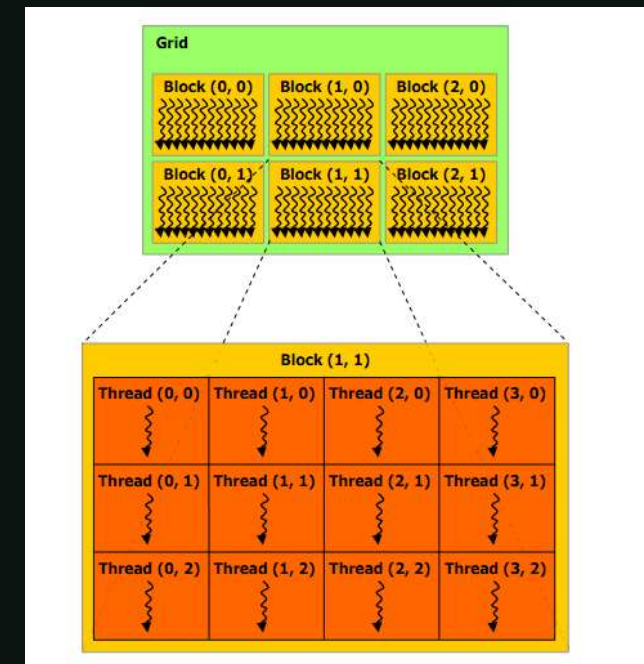 Grid
Block (0, 0) Block (1, 0) Block (2, 0)
Block (0, 1) Block (1, 1) Block (2, 1)
Block (1, 1)
Thread (0, 0) Thread (1, 0) Thread (2, 0) Thread (3, 0)
Thread (0, 1) Thread (1, 1) Thread (2, 1) Thread (3, 1)
Thread (0, 2) Thread (1, 2) Thread (2, 2) Thread (3, 2)